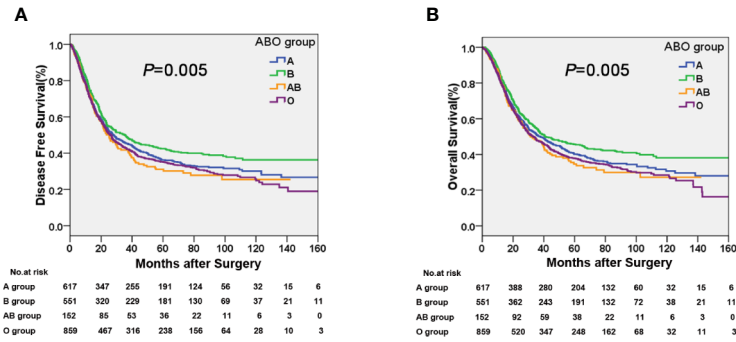 A
ABO group
A
B
AB
O
P=0.005
Disease Free Survival(%)
1.0
0.8
0.6
0.4
0.2
0.0
0 20 40 60 80 100 120 140 160
Months after Surgery
No.at risk
A group 617 347 255 191 124 56 32 15 6
B group 551 320 229 181 130 69 37 21 11
AB group 152 85 53 36 22 11 6 3 0
O group 859 467 316 238 156 64 28 10 3
B
ABO group
A
B
AB
O
P=0.005
Overall Survival(%)
1.0
0.8
0.6
0.4
0.2
0.0
0 20 40 60 80 100 120 140 160
Months after Surgery
No.at risk
A group 617 388 280 204 132 60 32 15 6
B group 551 362 243 191 132 72 38 21 11
AB group 152 92 59 38 22 11 6 3 0
O group 859 520 347 248 162 68 32 11 3